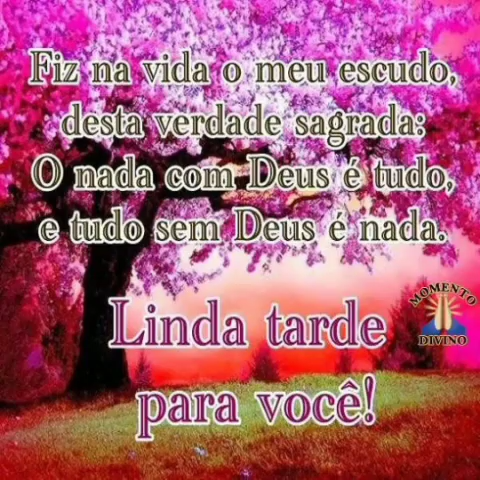 Fiz na vida o meu escudo,
desta verdade sagrada:
O nada com Deus é tudo,
e tudo sem Deus é nada.
Linda tarde
para você!
MOMENTO
DIVINO